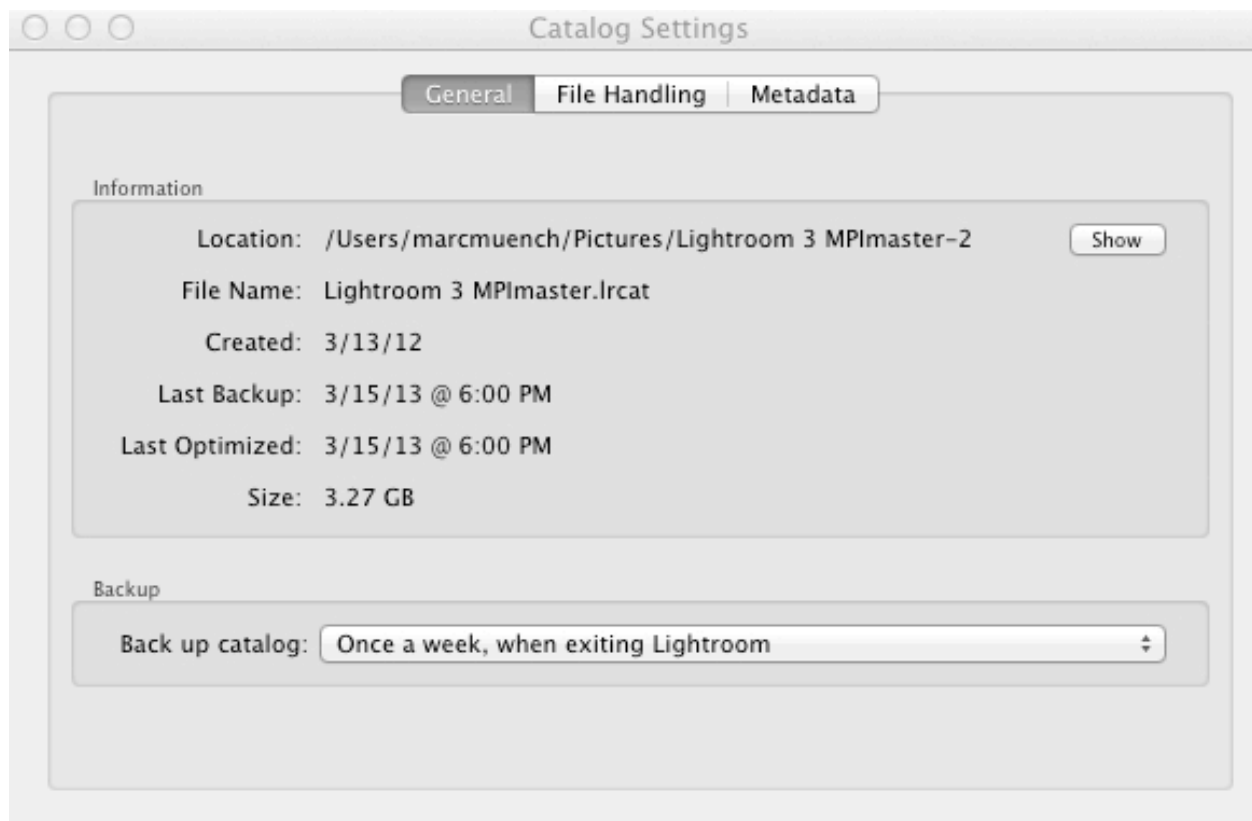 Catalog Settings
General File Handling Metadata
Information
Location: /Users/marcmuench/Pictures/Lightroom 3 MPImaster-2 Show
File Name: Lightroom 3 MPImaster.lrcat
Created: 3/13/12
Last Backup: 3/15/13 @ 6:00 PM
Last Optimized: 3/15/13 @ 6:00 PM
Size: 3.27 GB
Backup
Back up catalog: Once a week, when exiting Lightroom